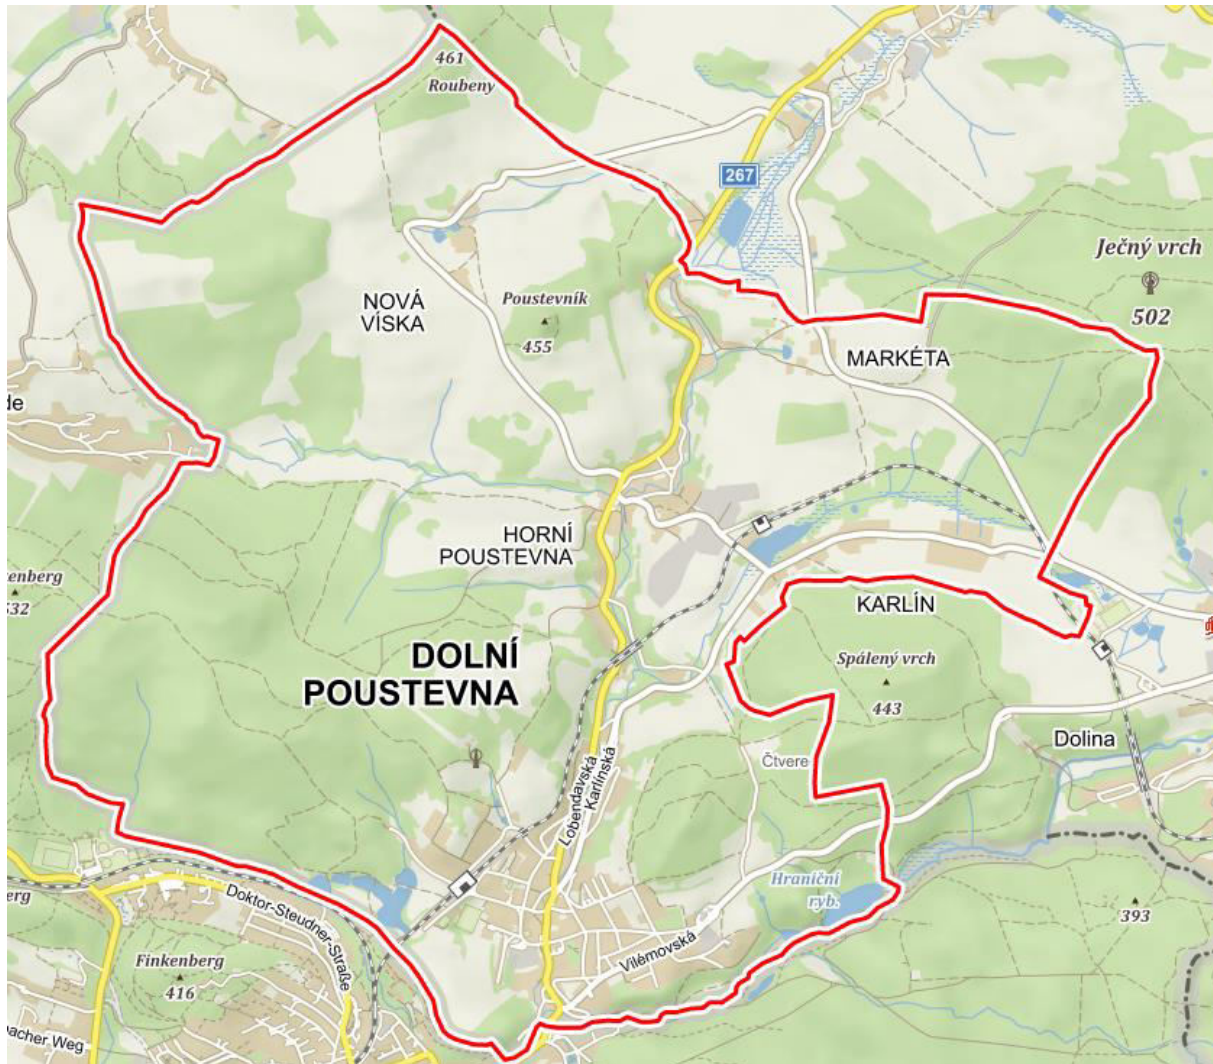 461
Roubeny
267
Ječný vrch
502
NOVÁ
VÍSKA
Poustevník
455
MARKÉTA
de
HORNÍ
POUSTEVNA
enberg
532
KARLÍN
DOLNÍ
POUSTEVNA
Spálený vrch
443
Dolina
Čtvere
Lobendavská
Karlínská
Hraniční
ryb.
Doktor-Steudner-Straße
erg
393
Vilémovská
Finkenberg
416
bacher Weg